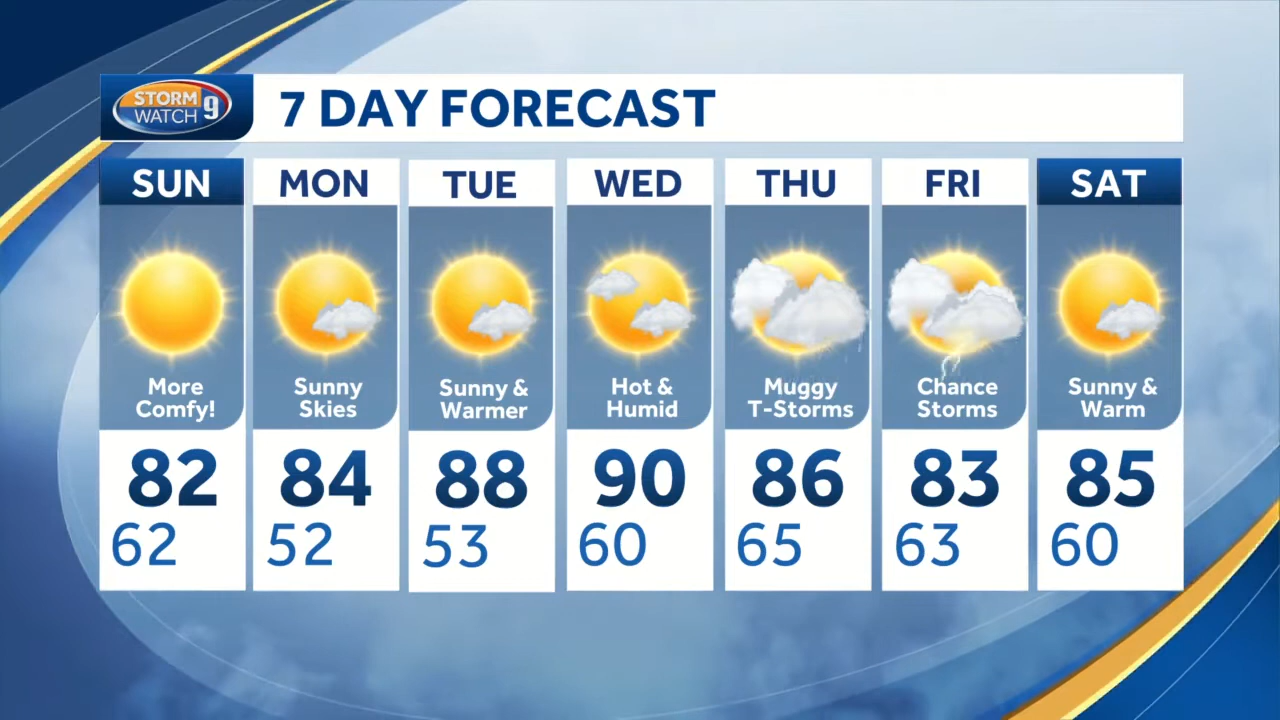 STORM
WATCH 9
7 DAY FORECAST
SUN
MON
TUE
WED
THU
FRI
SAT
More
Comfy!
Sunny
Skies
Sunny &
Warmer
Hot &
Humid
Muggy
T-Storms
Chance
Storms
Sunny &
Warm
82
84
88
90
86
83
85
62
52
53
60
65
63
60